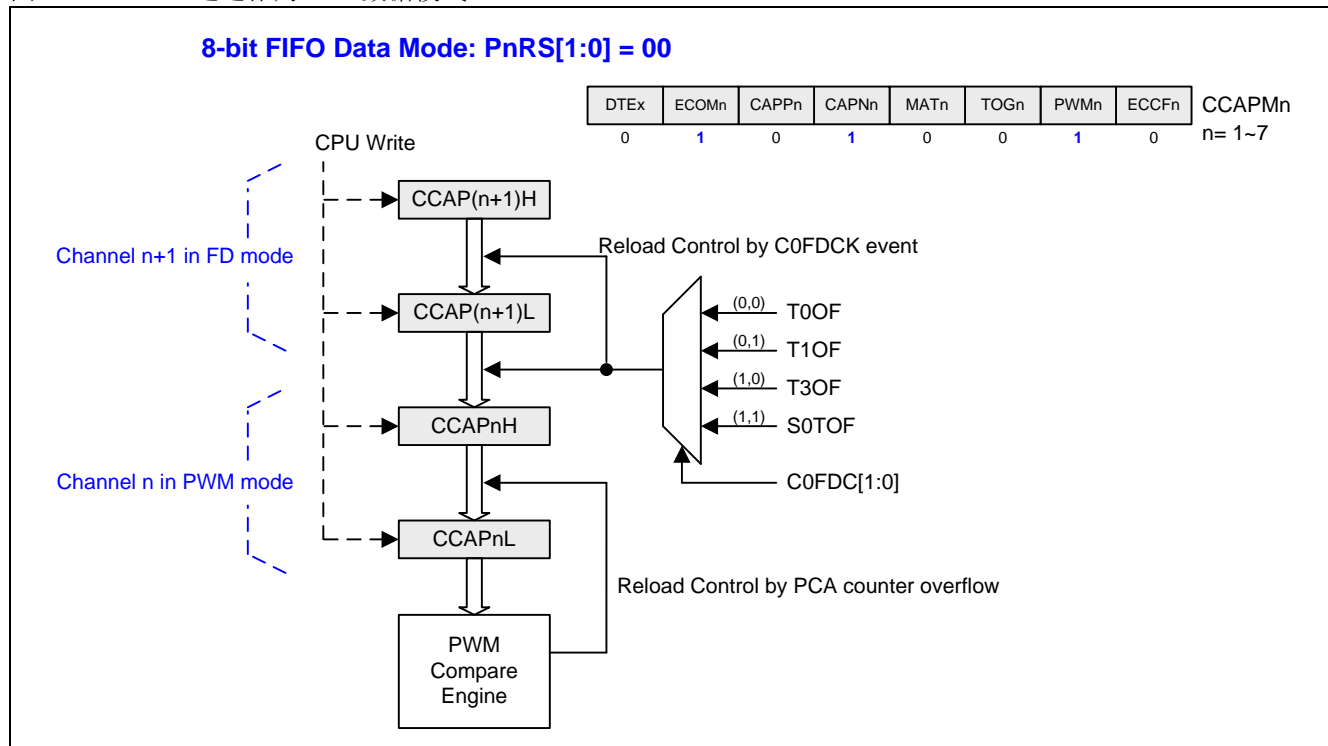 8-bit FIFO Data Mode: PnRS[1:0] = 00
DTEx ECOMn CAPPn CAPNn MATn TOGn PWMn ECCFn CCAPMn
0 1 0 1 0 0 1 0 n= 1~7
CPU Write
CCAP(n+1)H
Reload Control by C0FDCK event
Channel n+1 in FD mode
CCAP(n+1)L
(0,0) T0OF
(0,1) T1OF
(1,0) T3OF
(1,1) S0TOF
CCAPnH
Channel n in PWM mode
C0FDC[1:0]
CCAPnL
Reload Control by PCA counter overflow
PWM
Compare
Engine